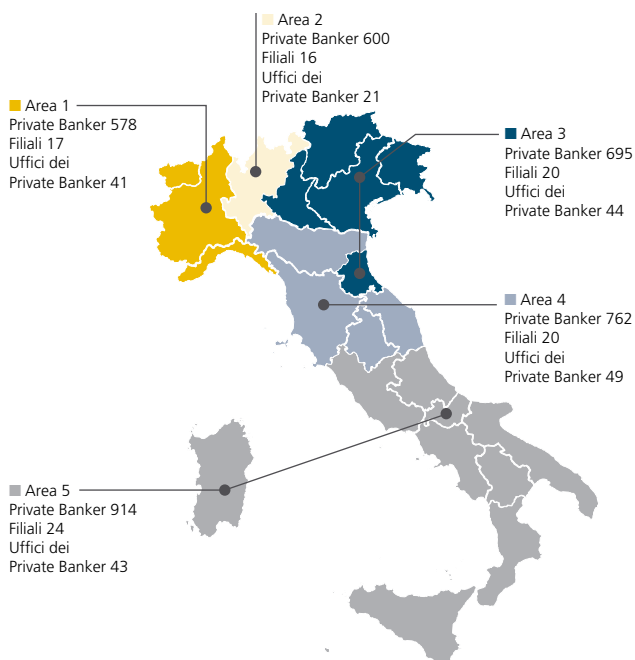 Area 2
Private Banker 600
Filiali 16
Uffici dei
Private Banker 21
Area 1
Private Banker 578
Filiali 17
Uffici dei
Private Banker 41
Area 3
Private Banker 695
Filiali 20
Uffici dei
Private Banker 44
Area 4
Private Banker 762
Filiali 20
Uffici dei
Private Banker 49
Area 5
Private Banker 914
Filiali 24
Uffici dei
Private Banker 43